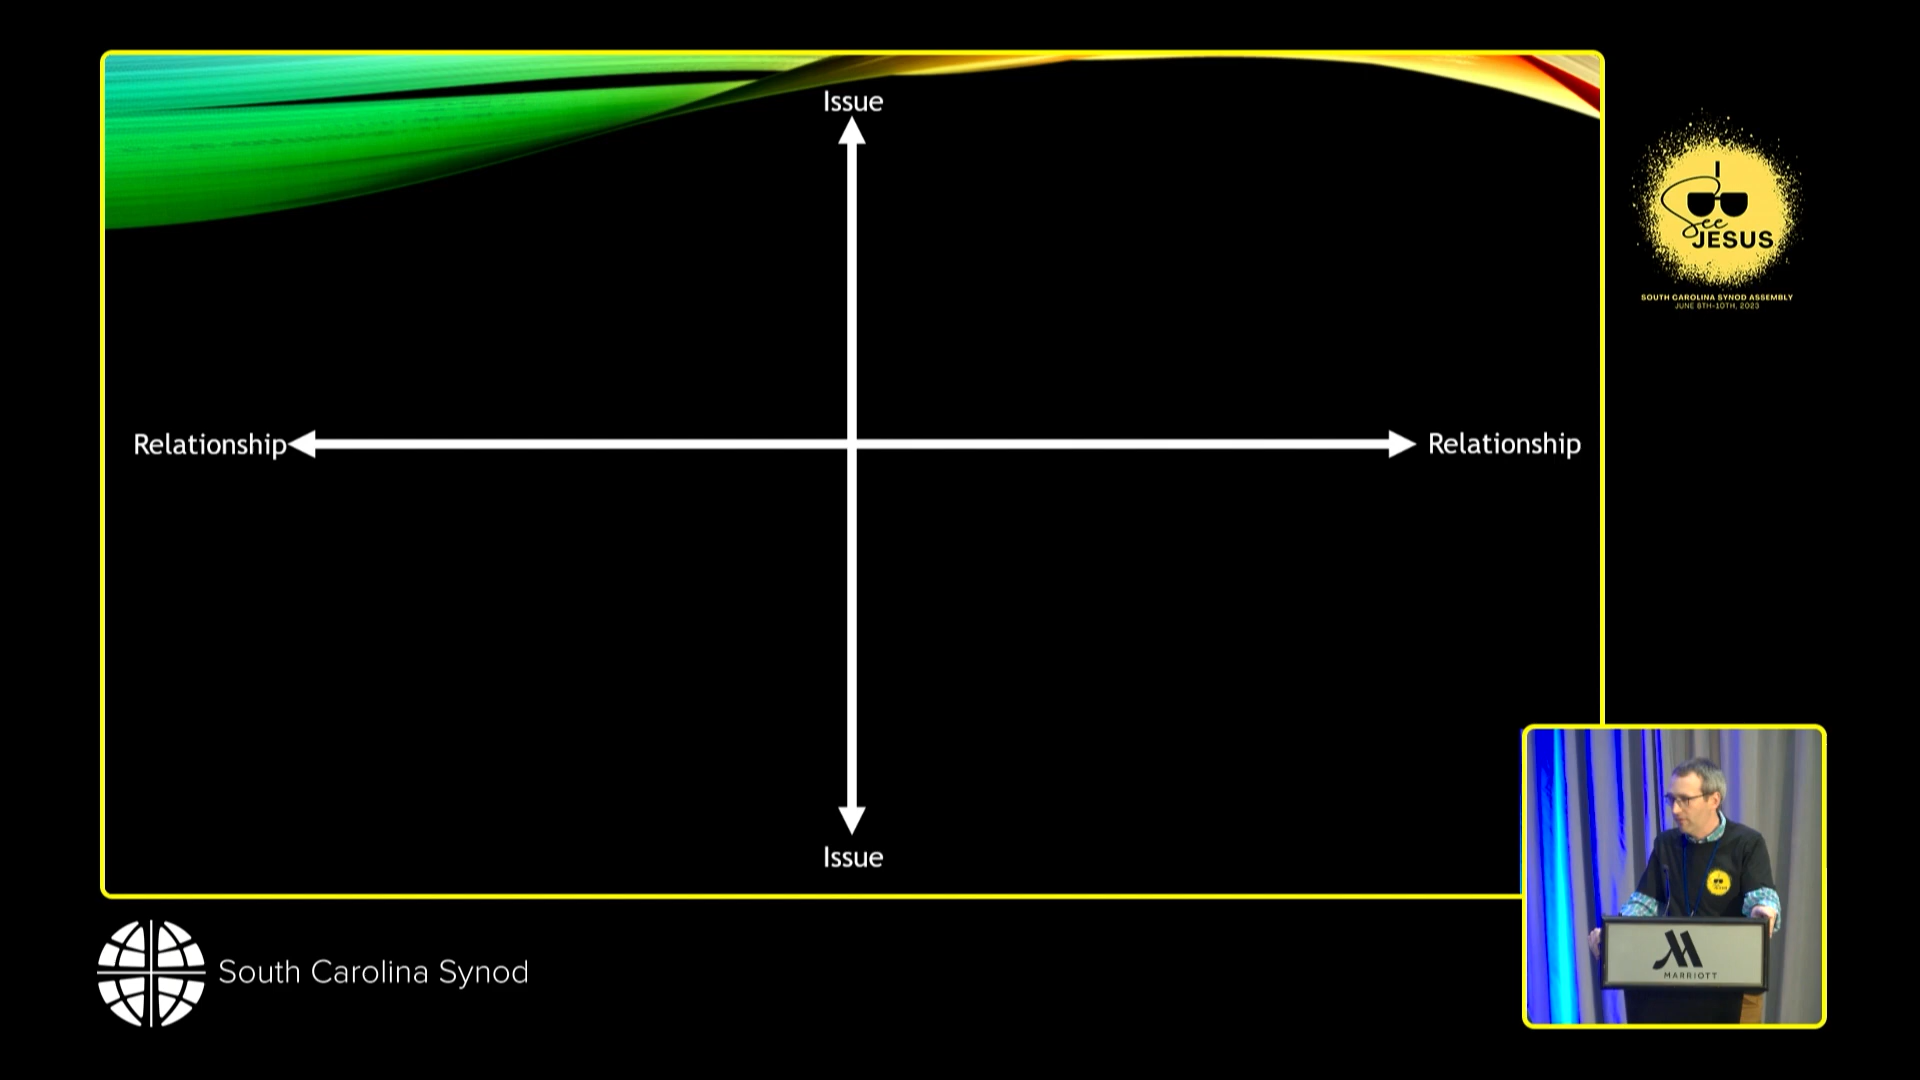 Issue
Relationship
Relationship
Issue
I
See
JESUS
SOUTH CAROLINA SYNOD ASSEMBLY
JUNE 8TH-10TH, 2023
South Carolina Synod
MARRIOTT